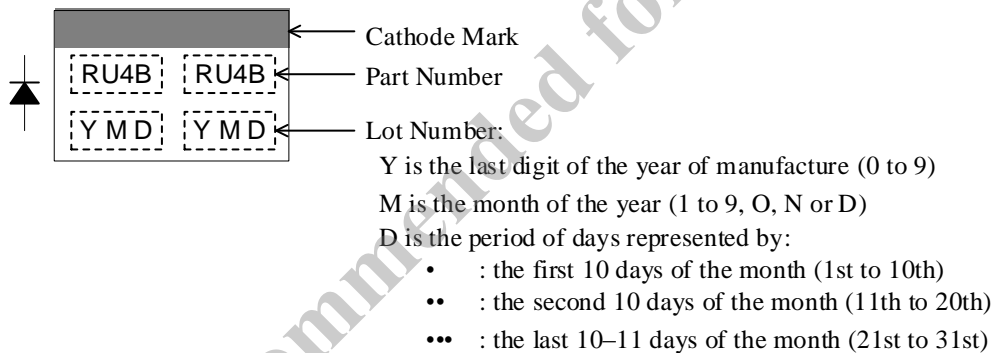 Cathode Mark
RU4B RU4B Part Number
Y M D Y M D Lot Number:
Y is the last digit of the year of manufacture (0 to 9)
M is the month of the year (1 to 9, O, N or D)
D is the period of days represented by:
• : the first 10 days of the month (1st to 10th)
•• : the second 10 days of the month (11th to 20th)
••• : the last 10–11 days of the month (21st to 31st)
ommended fo